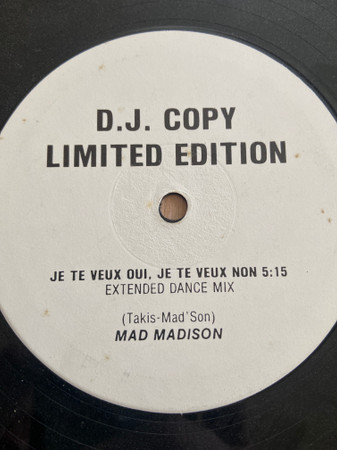 D.J. COPY
LIMITED EDITION
JE TE VEUX OUI, JE TE VEUX NON 5:15
EXTENDED DANCE MIX
(Takis-Mad'Son)
MAD MADISON